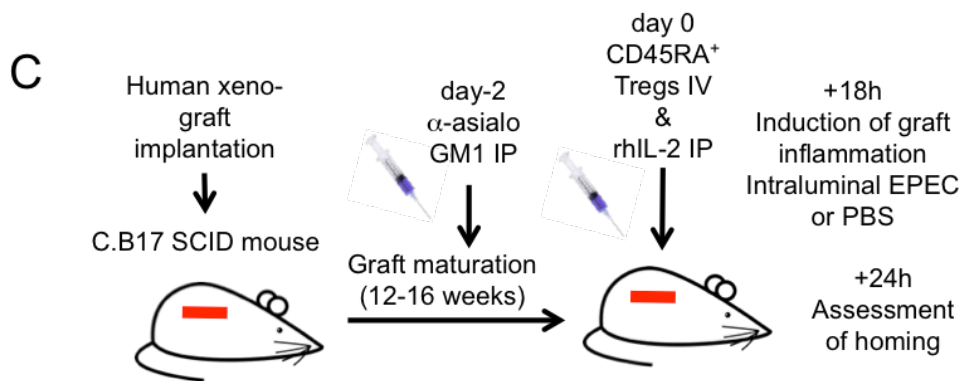 C
Human xeno-
graft
implantation
C.B17 SCID mouse
day-2
α-asialo
GM1 IP
Graft maturation
(12-16 weeks)
day 0
CD45RA⁺
Tregs IV
&
rhIL-2 IP
+18h
Induction of graft
inflammation
Intraluminal EPEC
or PBS
+24h
Assessment
of homing